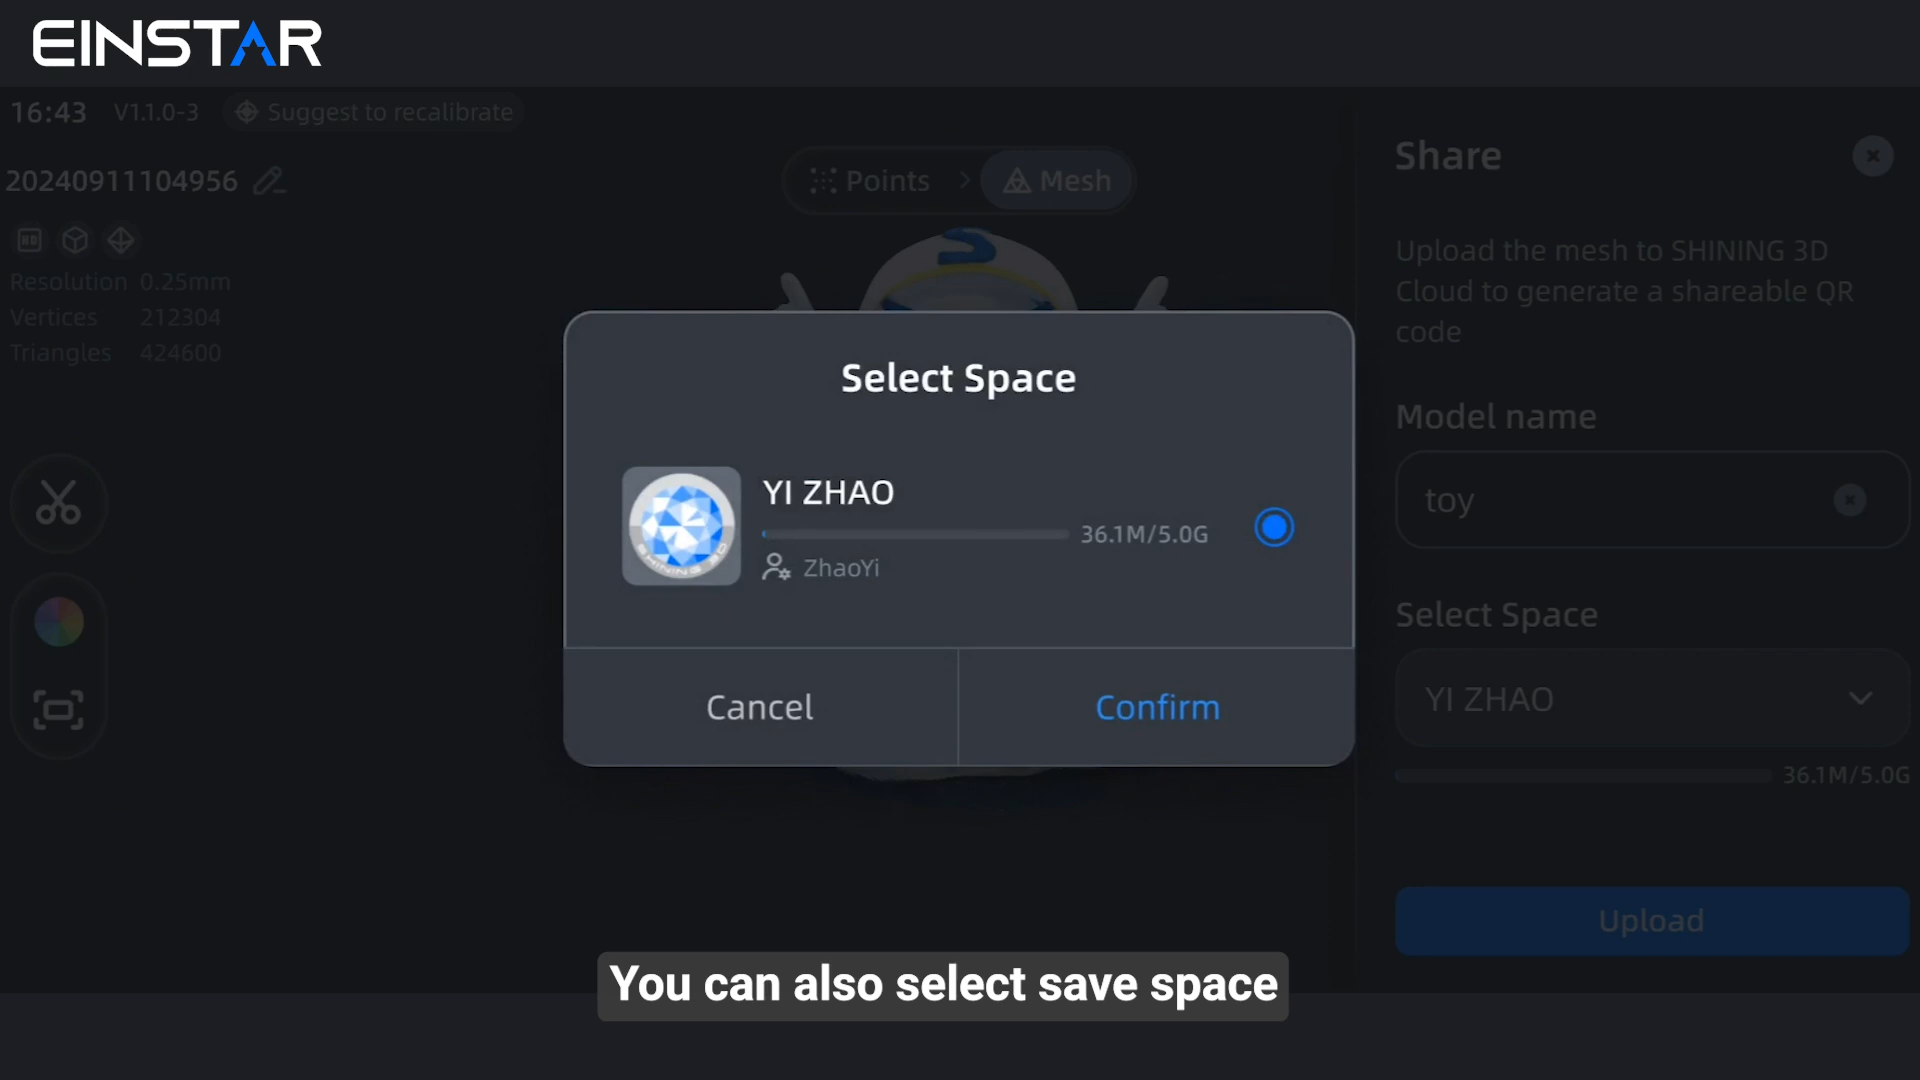 EINSTAR
16:43 V1.1.0-3 Suggest to recalibrate
20240911104956
HD
Resolution 0.25mm
Vertices 212304
Triangles 424600
Points > Mesh
S
Select Space
SHINING 3D
YI ZHAO
36.1M/5.0G
ZhaoYi
Cancel
Confirm
Share
Upload the mesh to SHINING 3D
Cloud to generate a shareable QR
code
Model name
toy
Select Space
YI ZHAO
36.1M/5.0G
Upload
You can also select save space